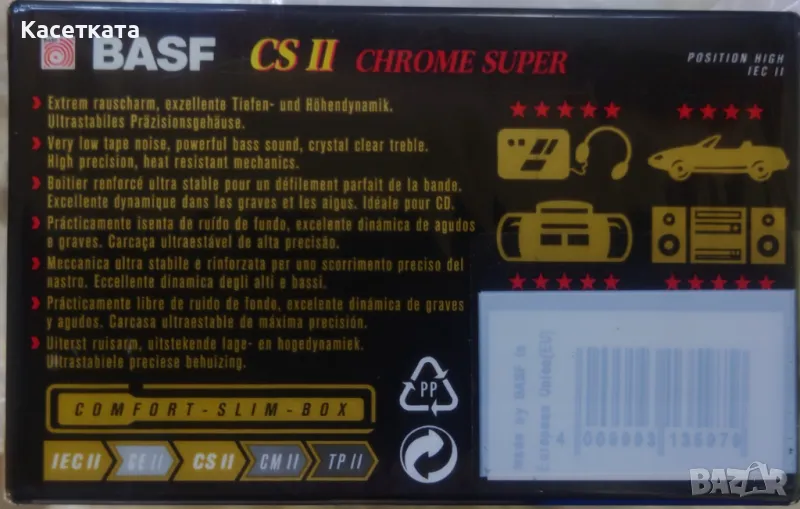 Касетката
BASF CS II CHROME SUPER
POSITION HIGH
IEC II
Extrem rauscharm, exzellente Tiefen- und Höhendynamik.
Ultrastabiles Präzisionsgehäuse.
Very low tape noise, powerful bass sound, crystal clear treble.
High precision, heat resistant mechanics.
Boîtier renforcé ultra stable pour un défilement parfait de la bande.
Excellente dynamique dans les graves et les aigus. Idéale pour CD.
Prácticamente isenta de ruído de fundo, excelente dinâmica de agudos
e graves. Carcaça ultraestável de alta precisão.
Meccanica ultra stabile e rinforzata per uno scorrimento preciso del
nastro. Eccellente dinamica degli alti e bassi.
Prácticamente libre de ruido de fondo, excelente dinámica de graves
y agudos. Carcasa ultraestable de máxima precisión.
Uiterst ruisarm, uitstekende lage- en hogedynamiek.
Ultrastabiele preciese behuizing.
COMFORT-SLIM-BOX
IEC II CE II CS II CM II TP II
PP
Made by BASF in
European Union(EU)
4 009993 135970
BAZAR